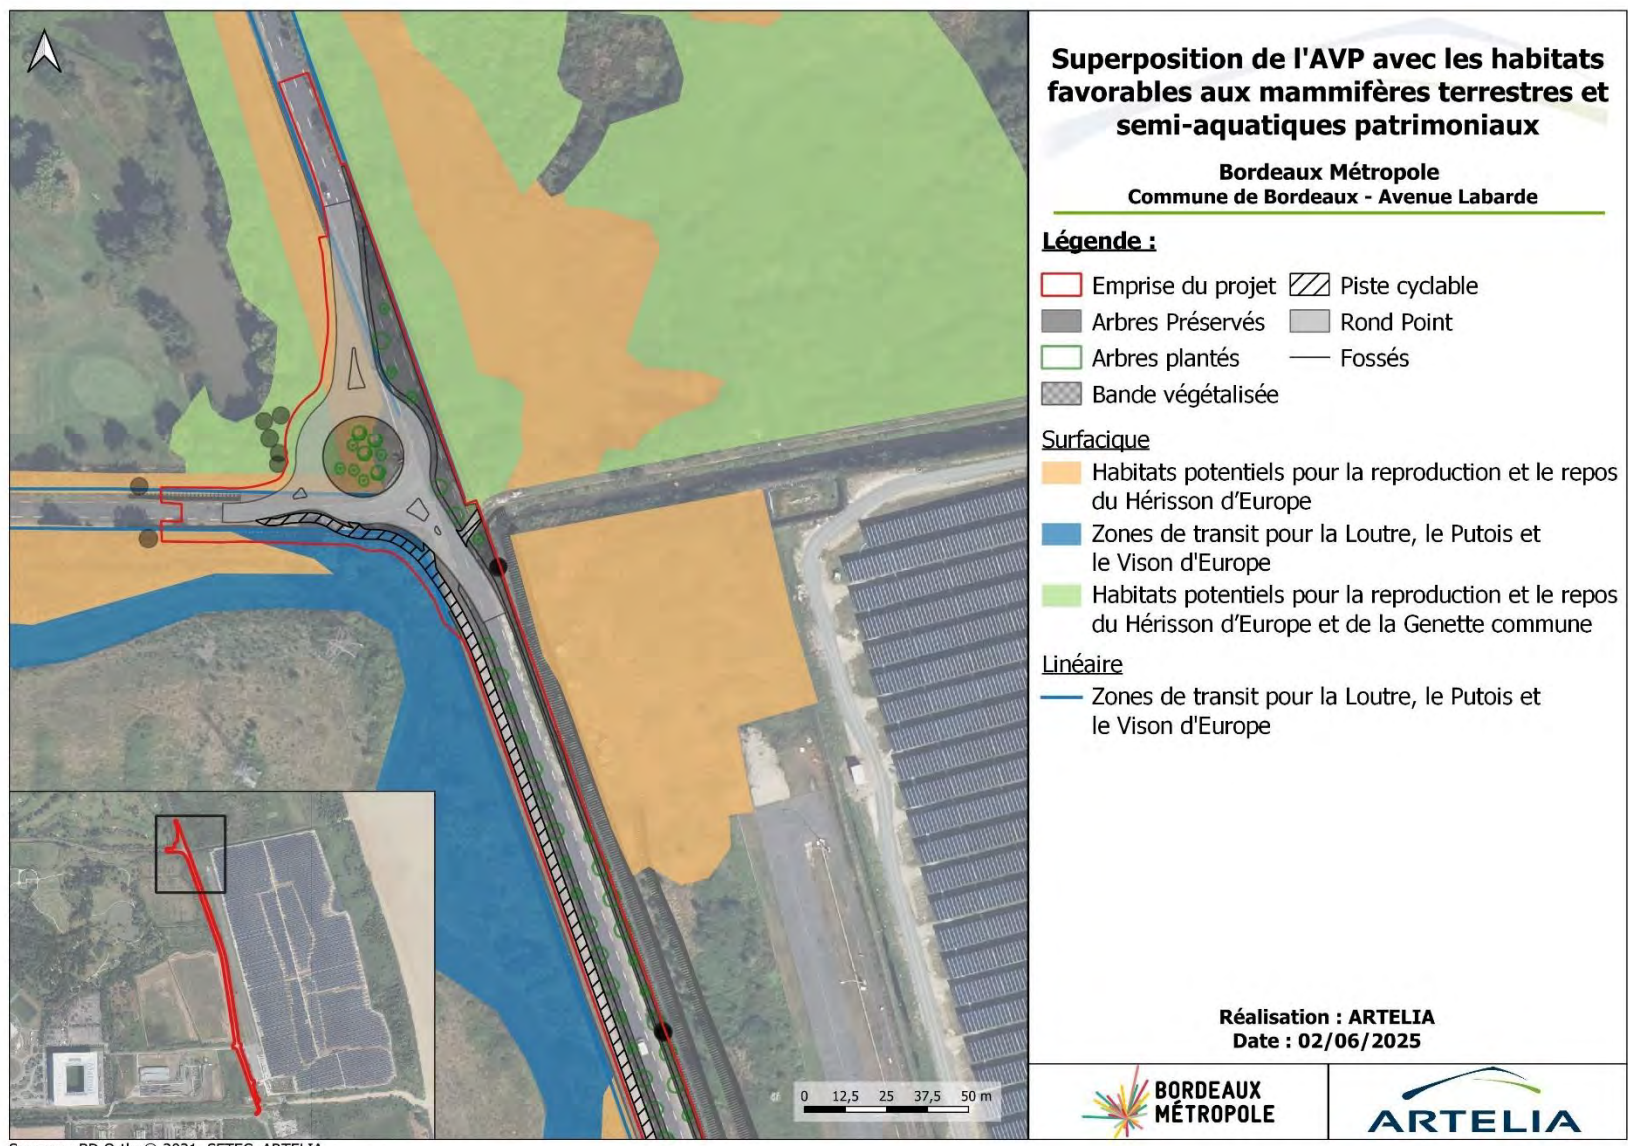 Superposition de l'AVP avec les habitats
favorables aux mammifères terrestres et
semi-aquatiques patrimoniaux
Bordeaux Métropole
Commune de Bordeaux - Avenue Labarde
Légende :
Emprise du projet
Piste cyclable
Arbres Préservés
Rond Point
Arbres plantés
Fossés
Bande végétalisée
Surfacique
Habitats potentiels pour la reproduction et le repos
du Hérisson d’Europe
Zones de transit pour la Loutre, le Putois et
le Vison d'Europe
Habitats potentiels pour la reproduction et le repos
du Hérisson d’Europe et de la Genette commune
Linéaire
Zones de transit pour la Loutre, le Putois et
le Vison d'Europe
Réalisation : ARTELIA
Date : 02/06/2025
0 12,5 25 37,5 50 m
BORDEAUX
MÉTROPOLE
ARTELIA